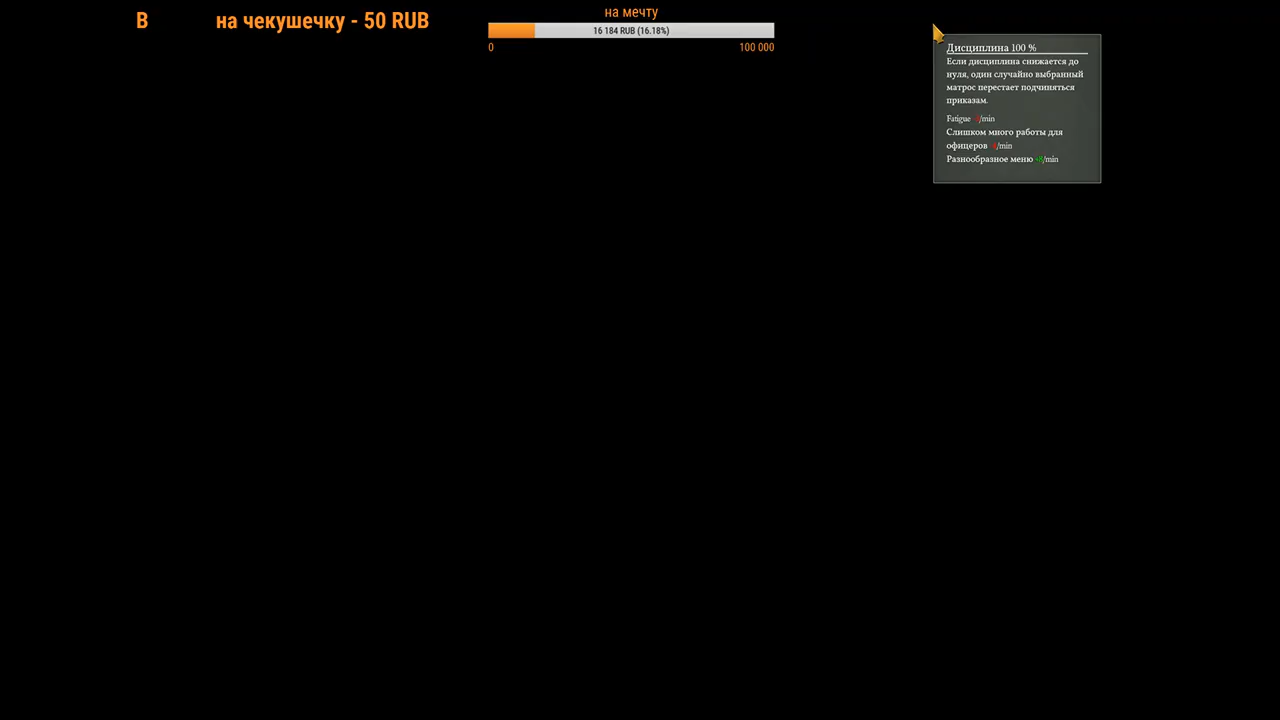 В на чекушечку - 50 RUB
на мечту
16 184 RUB (16.18%)
0 100 000
Дисциплина 100 %
Если дисциплина снижается до
нуля, один случайно выбранный
матрос перестает подчиняться
приказам.
Fatigue /min
Слишком много работы для
офицеров /min
Разнообразное меню /min